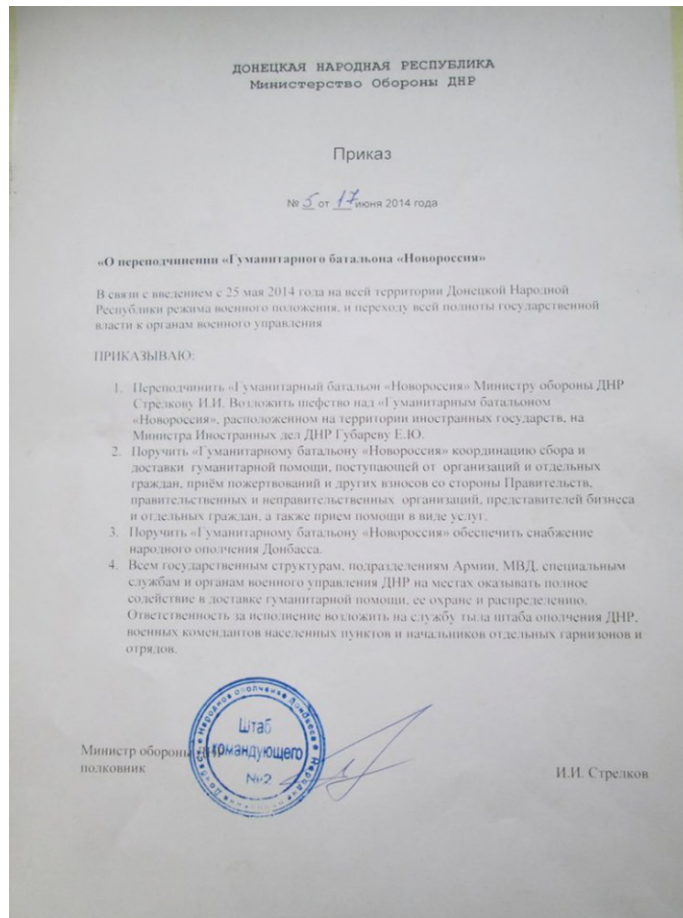 ДОНЕЦКАЯ НАРОДНАЯ РЕСПУБЛИКА
Министерство Обороны ДНР
Приказ
№ 5 от 17 июня 2014 года
«О переподчинении «Гуманитарного батальона «Новороссия»
В связи с введением с 25 мая 2014 года на всей территории Донецкой Народной
Республики режима военного положения, и переходу всей полноты государственной
власти к органам военного управления
ПРИКАЗЫВАЮ:
1. Переподчинить «Гуманитарный батальон «Новороссия» Министру обороны ДНР
Стрелкову И.И. Возложить шефство над «Гуманитарным батальоном
«Новороссия», расположенном на территории иностранных государств, на
Министра Иностранных дел ДНР Губареву Е.Ю.
2. Поручить «Гуманитарному батальону «Новороссия» координацию сбора и
доставки гуманитарной помощи, поступающей от организаций и отдельных
граждан, приём пожертвований и других взносов со стороны Правительств,
правительственных и неправительственных организаций, представителей бизнеса
и отдельных граждан, а также прием помощи в виде услуг.
3. Поручить «Гуманитарному батальону «Новороссия» обеспечить снабжение
народного ополчения Донбасса.
4. Всем государственным структурам, подразделениям Армии, МВД, специальным
службам и органам военного управления ДНР на местах оказывать полное
содействие в доставке гуманитарной помощи, ее охране и распределению.
Ответственность за исполнение возложить на службу тыла штаба ополчения ДНР,
военных комендантов населенных пунктов и начальников отдельных гарнизонов и
отрядов.
Народное ополчение Донбасса
Штаб
командующего
№2
Министр обороны ДНР
полковник
И.И. Стрелков